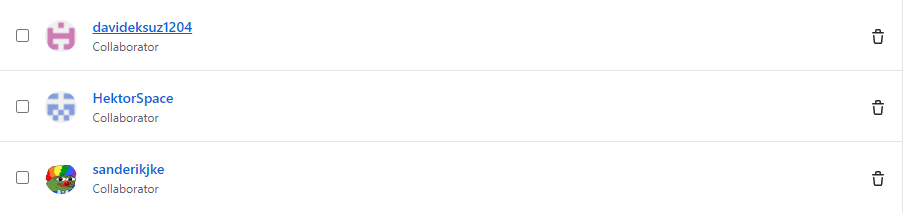 davideksuz1204
Collaborator
HektorSpace
Collaborator
sanderikjke
Collaborator